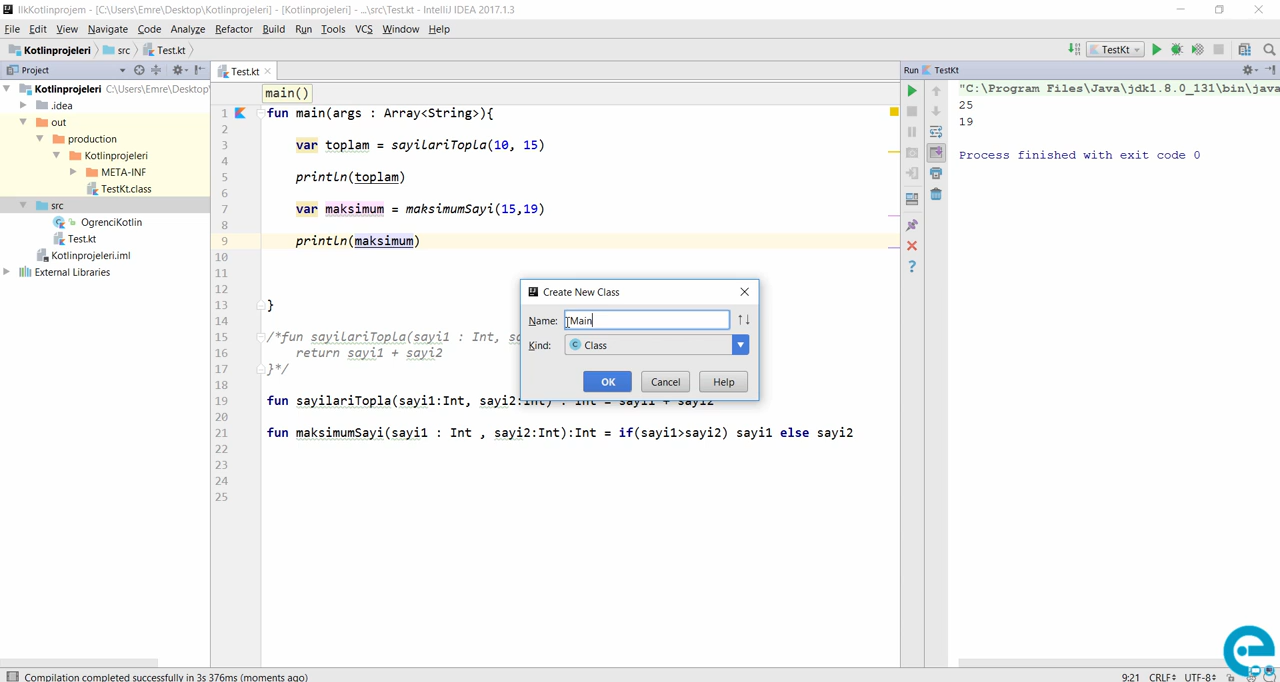 IlkKotlinprojem - [C:\Users\Emre\Desktop\Kotlinprojeleri] - [Kotlinprojeleri] - ...\src\Test.kt - IntelliJ IDEA 2017.1.3
File Edit View Navigate Code Analyze Refactor Build Run Tools VCS Window Help
Kotlinprojeleri src Test.kt TestKt
Project Test.kt Run TestKt
Kotlinprojeleri C:\Users\Emre\Desktop\
.idea
out
production
Kotlinprojeleri
META-INF
TestKt.class
src
OgrenciKotlin
Test.kt
Kotlinprojeleri.iml
External Libraries
main()
1 fun main(args : Array<String>){
2
3 var toplam = sayilariTopla(10, 15)
4
5 println(toplam)
6
7 var maksimum = maksimumSayi(15,19)
8
9 println(maksimum)
10
11
12
13 }
14
15 /*fun sayilariTopla(sayi1 : Int, sa
16 return sayi1 + sayi2
17 }*/
18
19 fun sayilariTopla(sayi1:Int, sayi2:Int) : Int = sayi1 + sayi2
20
21 fun maksimumSayi(sayi1 : Int , sayi2:Int):Int = if(sayi1>sayi2) sayi1 else sayi2
22
23
24
25
Create New Class
Name: Main
Kind: Class
OK Cancel Help
"C:\Program Files\Java\jdk1.8.0_131\bin\java
25
19
Process finished with exit code 0
Compilation completed successfully in 3s 376ms (moments ago) 9:21 CRLF UTF-8